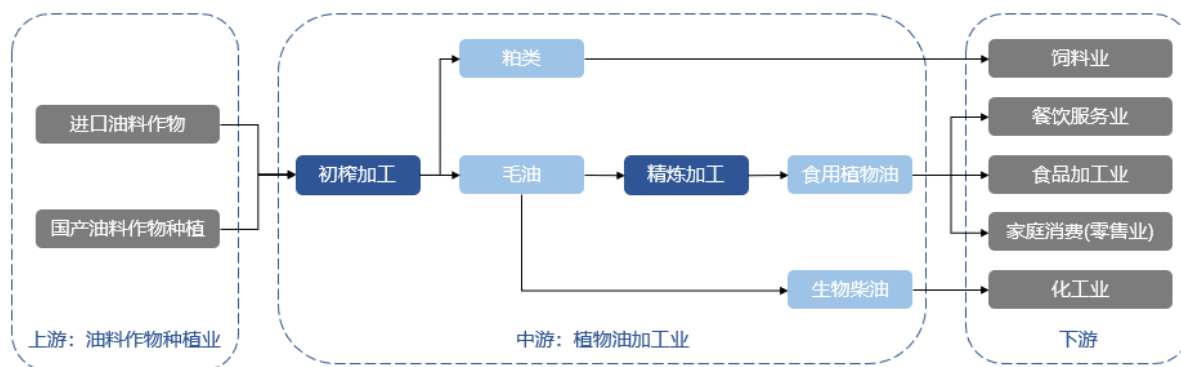 粕类
饲料业
进口油料作物
餐饮服务业
初榨加工
毛油
精炼加工
食用植物油
食品加工业
国产油料作物种植
家庭消费(零售业)
生物柴油
化工业
上游：油料作物种植业
中游：植物油加工业
下游